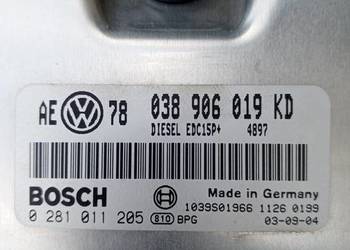 AE VW 78 038 906 019 KD
DIESEL EDC15P+ 4897
BOSCH Made in Germany
1039S01966 1126 0199
0 281 011 205 810 BPG 03-09-04